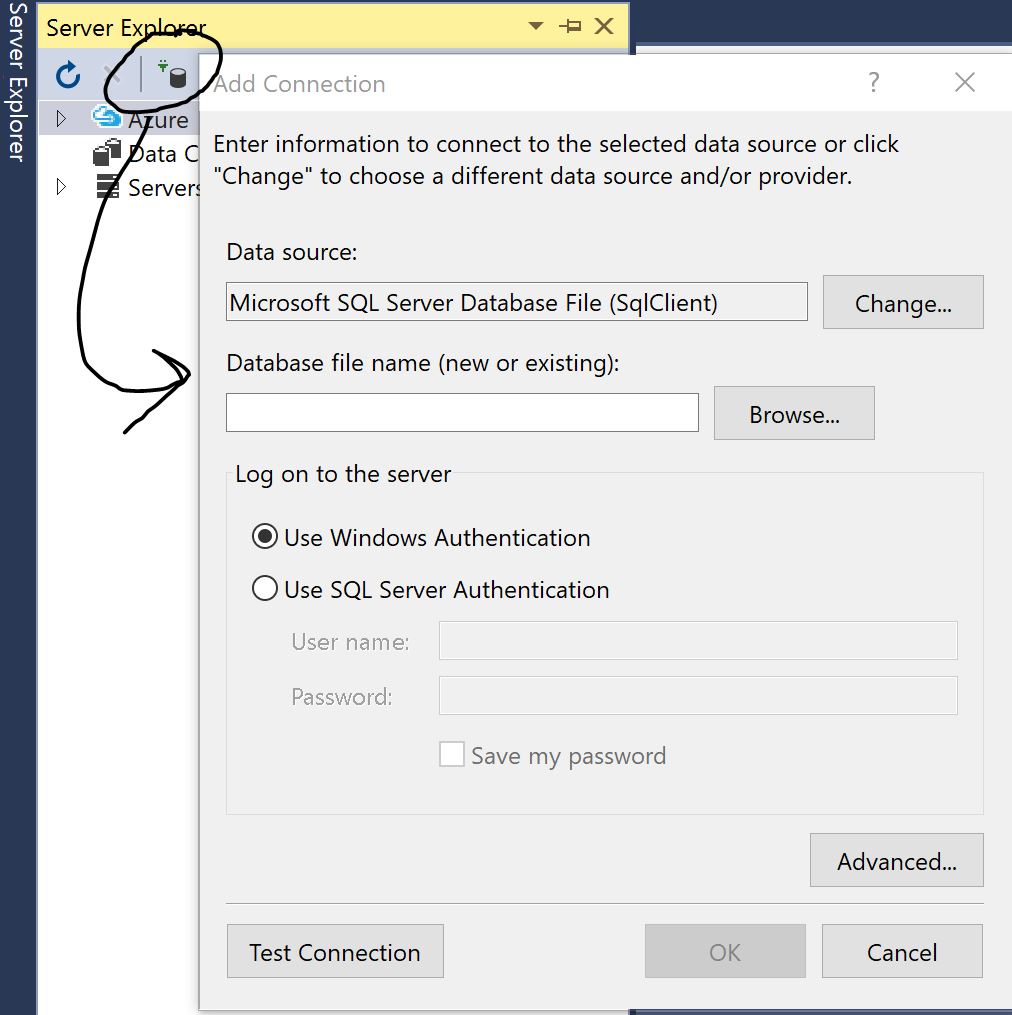 Server Explorer
Server Explorer
Add Connection
?
Azure
Data C
Servers
Enter information to connect to the selected data source or click
"Change" to choose a different data source and/or provider.
Data source:
Microsoft SQL Server Database File (SqlClient)
Change...
Database file name (new or existing):
Browse...
Log on to the server
Use Windows Authentication
Use SQL Server Authentication
User name:
Password:
Save my password
Advanced...
Test Connection
OK
Cancel